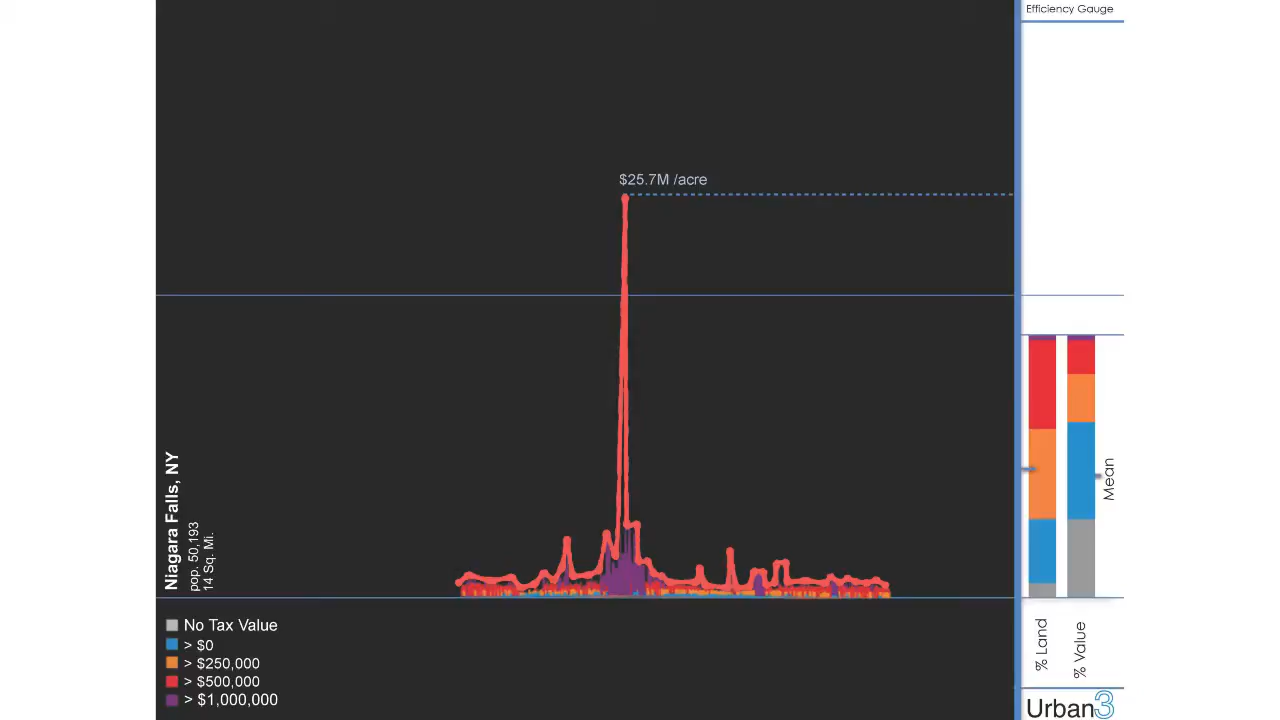 Efficiency Gauge
$25.7M /acre
Niagara Falls, NY
pop. 50,193
14 Sq. Mi.
Mean
No Tax Value
> $0
> $250,000
> $500,000
> $1,000,000
% Land
% Value
Urban3